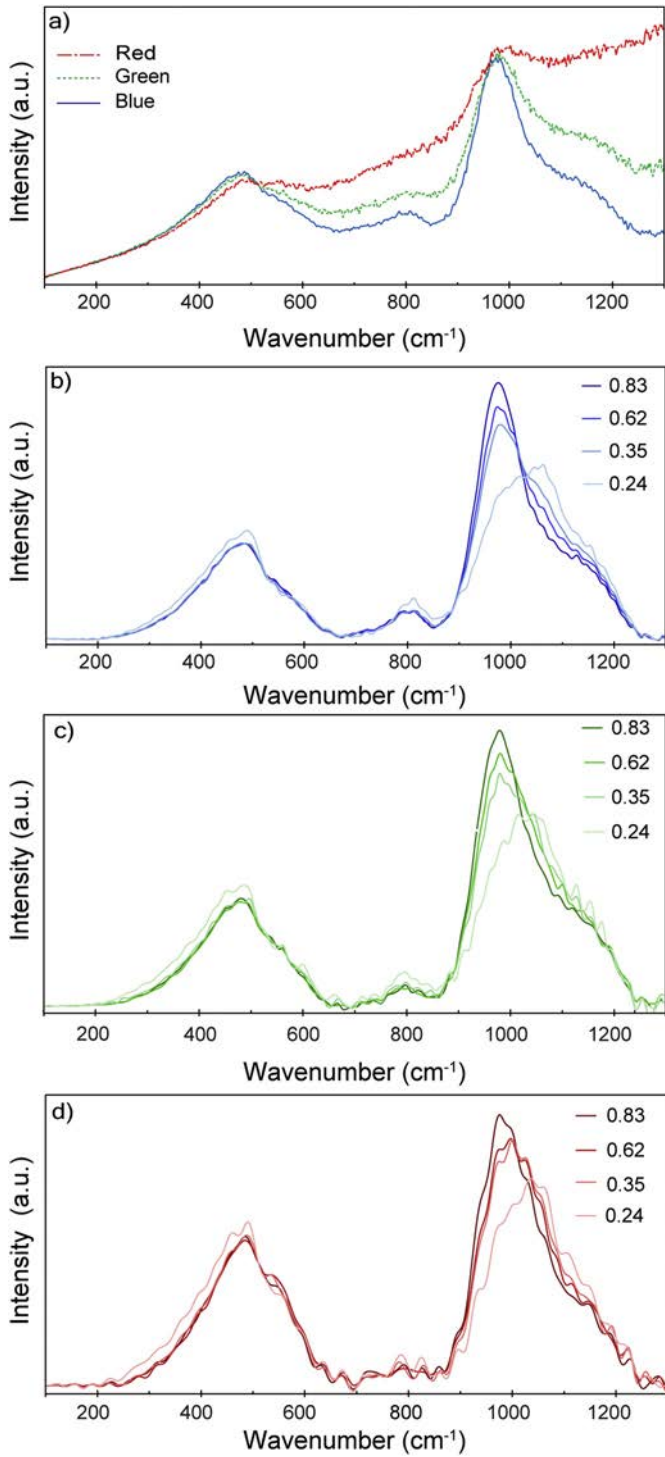 a)
Red
Green
Blue
Intensity (a.u.)
200 400 600 800 1000 1200
Wavenumber (cm⁻¹)
b)
0.83
0.62
0.35
0.24
Intensity (a.u.)
200 400 600 800 1000 1200
Wavenumber (cm⁻¹)
c)
0.83
0.62
0.35
0.24
Intensity (a.u.)
200 400 600 800 1000 1200
Wavenumber (cm⁻¹)
d)
0.83
0.62
0.35
0.24
Intensity (a.u.)
200 400 600 800 1000 1200
Wavenumber (cm⁻¹)